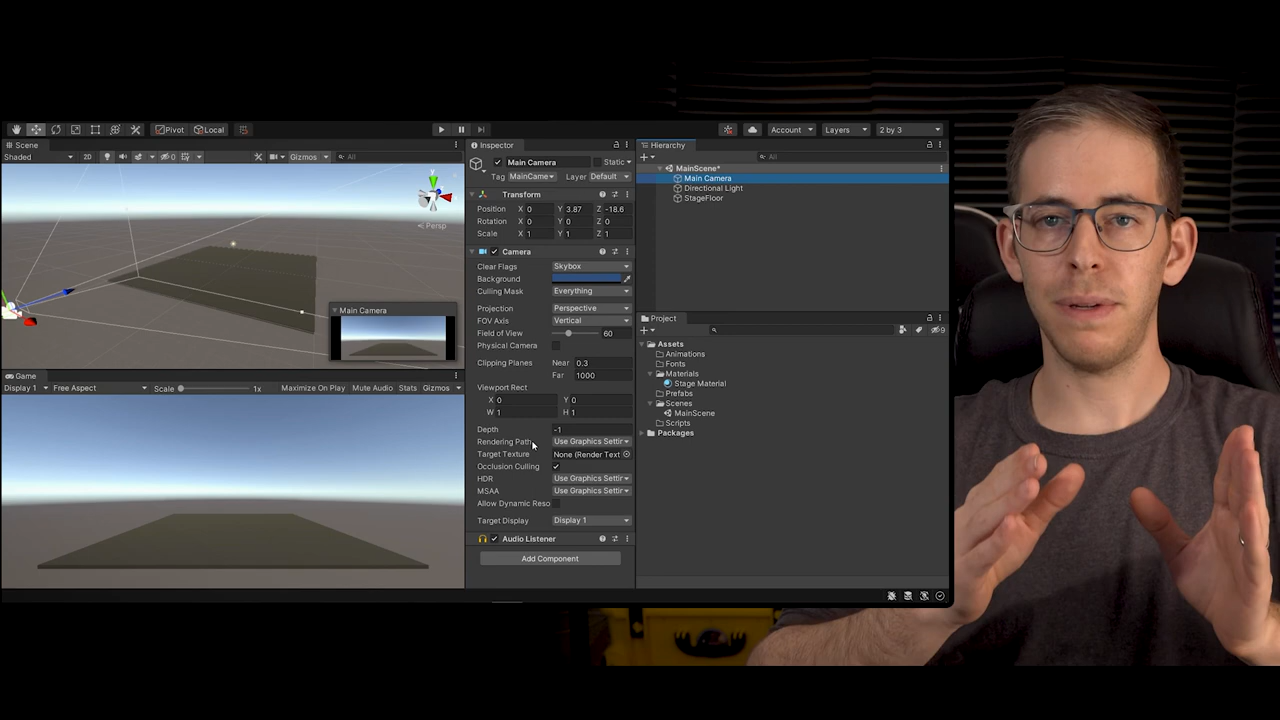 Pivot Local Account Layers 2 by 3
Scene
Shaded 2D 0 Gizmos All
y
Persp
Main Camera
Game
Display 1 Free Aspect Scale 1x Maximize On Play Mute Audio Stats Gizmos
Inspector
Main Camera Static
Tag MainCame Layer Default
Transform
Position X 0 Y 3.87 Z -18.6
Rotation X 0 Y 0 Z 0
Scale X 1 Y 1 Z 1
Camera
Clear Flags Skybox
Background
Culling Mask Everything
Projection Perspective
FOV Axis Vertical
Field of View 60
Physical Camera
Clipping Planes Near 0.3
Far 1000
Viewport Rect
X 0 Y 0
W 1 H 1
Depth -1
Rendering Path Use Graphics Settir
Target Texture None (Render Text
Occlusion Culling
HDR Use Graphics Settir
MSAA Use Graphics Settir
Allow Dynamic Reso
Target Display Display 1
Audio Listener
Add Component
Hierarchy
All
MainScene*
Main Camera
Directional Light
StageFloor
Project
9
Assets
Animations
Fonts
Materials
Stage Material
Prefabs
Scenes
MainScene
Scripts
Packages